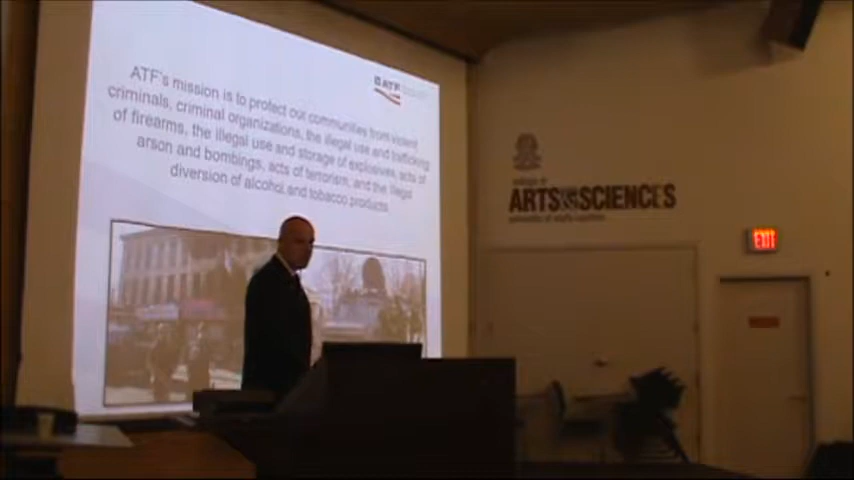 ATF
ATF's mission is to protect our communities from violent
criminals, criminal organizations, the illegal use and trafficking
of firearms, the illegal use and storage of explosives, acts of
arson and bombings, acts of terrorism, and the illegal
diversion of alcohol and tobacco products.
ARTS & SCIENCES
EXIT